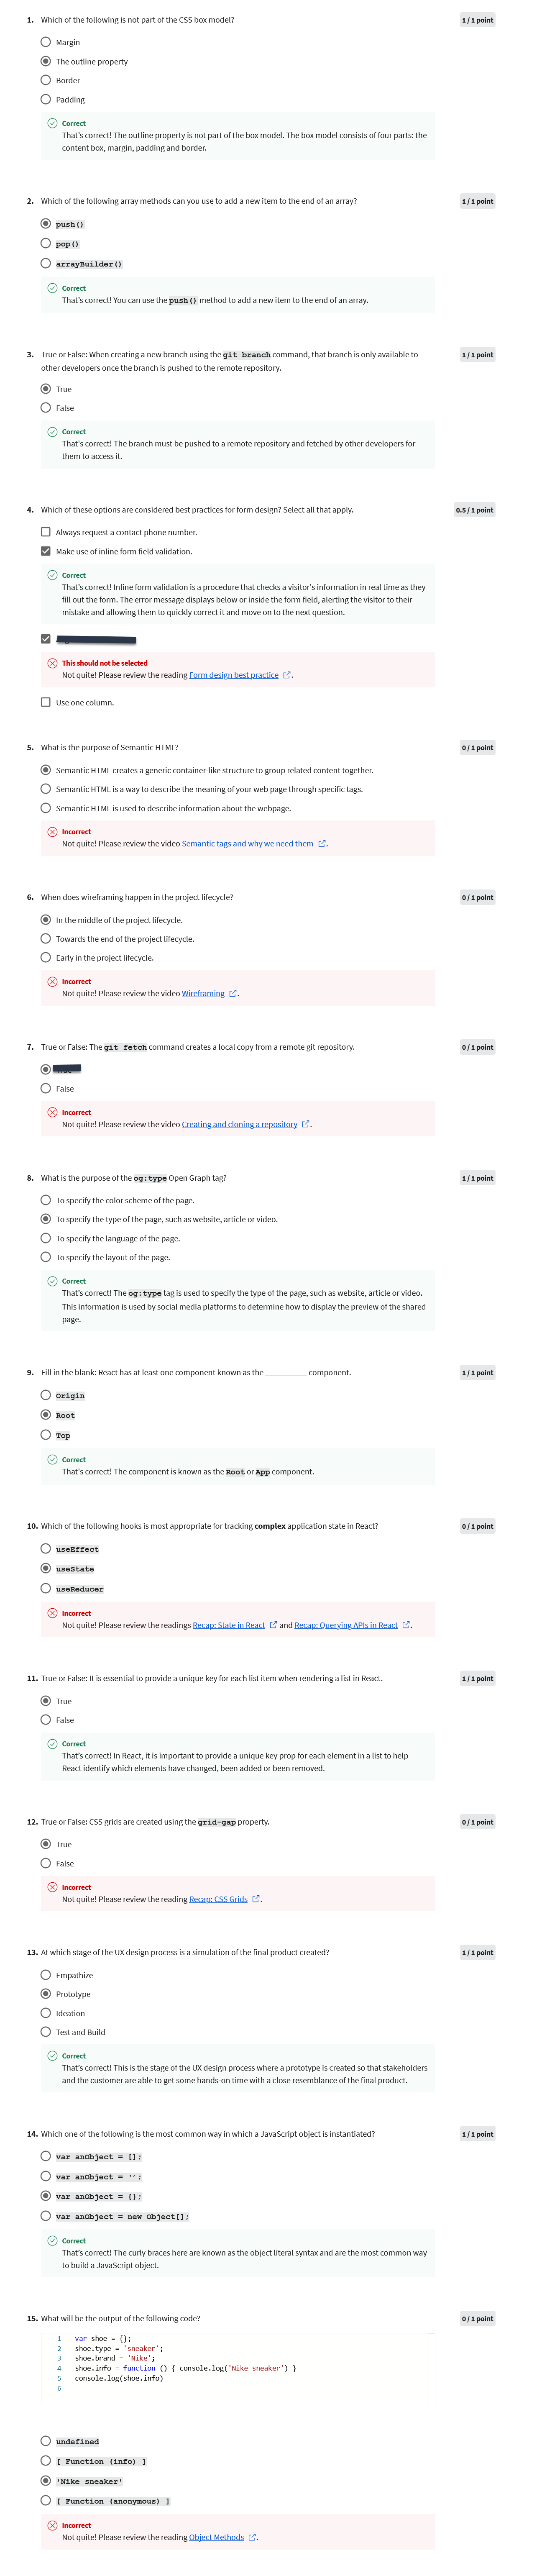 1. Which of the following is not part of the CSS box model?
1 / 1 point
Margin
The outline property
Border
Padding
Correct
That's correct! The outline property is not part of the box model. The box model consists of four parts: the
content box, margin, padding and border.
2. Which of the following array methods can you use to add a new item to the end of an array?
1 / 1 point
push()
pop()
arrayBuilder()
Correct
That's correct! You can use the push() method to add a new item to the end of an array.
3. True or False: When creating a new branch using the git branch command, that branch is only available to
other developers once the branch is pushed to the remote repository.
1 / 1 point
True
False
Correct
That's correct! The branch must be pushed to a remote repository and fetched by other developers for
them to access it.
4. Which of these options are considered best practices for form design? Select all that apply.
0.5 / 1 point
Always request a contact phone number.
Make use of inline form field validation.
Correct
That's correct! Inline form validation is a procedure that checks a visitor's information in real time as they
fill out the form. The error message displays below or inside the form field, alerting the visitor to their
mistake and allowing them to quickly correct it and move on to the next question.
This should not be selected
Not quite! Please review the reading Form design best practice.
Use one column.
5. What is the purpose of Semantic HTML?
0 / 1 point
Semantic HTML creates a generic container-like structure to group related content together.
Semantic HTML is a way to describe the meaning of your web page through specific tags.
Semantic HTML is used to describe information about the webpage.
Incorrect
Not quite! Please review the video Semantic tags and why we need them.
6. When does wireframing happen in the project lifecycle?
0 / 1 point
In the middle of the project lifecycle.
Towards the end of the project lifecycle.
Early in the project lifecycle.
Incorrect
Not quite! Please review the video Wireframing.
7. True or False: The git fetch command creates a local copy from a remote git repository.
0 / 1 point
False
Incorrect
Not quite! Please review the video Creating and cloning a repository.
8. What is the purpose of the og:type Open Graph tag?
1 / 1 point
To specify the color scheme of the page.
To specify the type of the page, such as website, article or video.
To specify the language of the page.
To specify the layout of the page.
Correct
That's correct! The og:type tag is used to specify the type of the page, such as website, article or video.
This information is used by social media platforms to determine how to display the preview of the shared
page.
9. Fill in the blank: React has at least one component known as the __________ component.
1 / 1 point
Origin
Root
Top
Correct
That's correct! The component is known as the Root or App component.
10. Which of the following hooks is most appropriate for tracking complex application state in React?
0 / 1 point
useEffect
useState
useReducer
Incorrect
Not quite! Please review the readings Recap: State in React and Recap: Querying APIs in React.
11. True or False: It is essential to provide a unique key for each list item when rendering a list in React.
1 / 1 point
True
False
Correct
That's correct! In React, it is important to provide a unique key prop for each element in a list to help
React identify which elements have changed, been added or been removed.
12. True or False: CSS grids are created using the grid-gap property.
0 / 1 point
True
False
Incorrect
Not quite! Please review the reading Recap: CSS Grids.
13. At which stage of the UX design process is a simulation of the final product created?
1 / 1 point
Empathize
Prototype
Ideation
Test and Build
Correct
That's correct! This is the stage of the UX design process where a prototype is created so that stakeholders
and the customer are able to get some hands-on time with a close resemblance of the final product.
14. Which one of the following is the most common way in which a JavaScript object is instantiated?
1 / 1 point
var anObject = [];
var anObject = '';
var anObject = {};
var anObject = new Object[];
Correct
That's correct! The curly braces here are known as the object literal syntax and are the most common way
to build a JavaScript object.
15. What will be the output of the following code?
0 / 1 point
1 var shoe = {};
2 shoe.type = 'sneaker';
3 shoe.brand = 'Nike';
4 shoe.info = function () { console.log('Nike sneaker') }
5 console.log(shoe.info)
6
undefined
[ Function (info) ]
'Nike sneaker'
[ Function (anonymous) ]
Incorrect
Not quite! Please review the reading Object Methods.